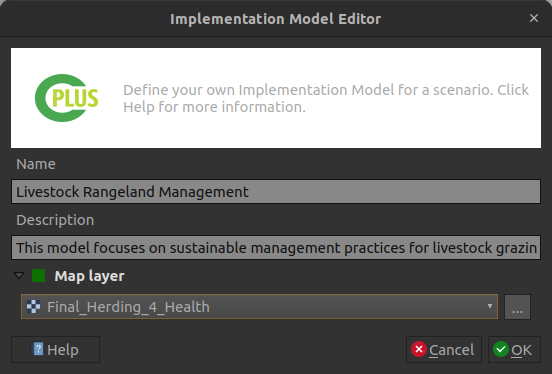 Implementation Model Editor
CPLUS
Define your own Implementation Model for a scenario. Click
Help for more information.
Name
Livestock Rangeland Management
Description
This model focuses on sustainable management practices for livestock grazin
Map layer
Final_Herding_4_Health
...
Help
Cancel
OK